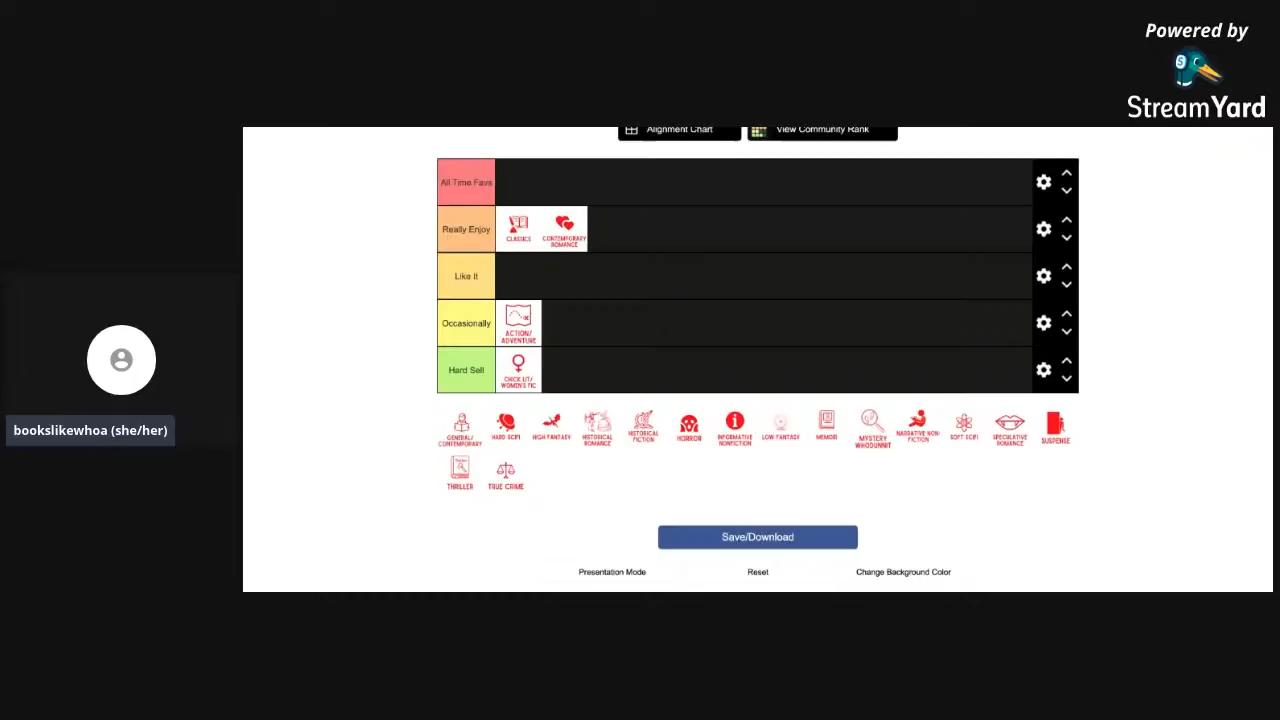 Powered by
StreamYard
Alignment Chart
View Community Rank
All Time Favs
Really Enjoy
CLASSICS
CONTEMPORARY
ROMANCE
Like It
Occasionally
ACTION/
ADVENTURE
Hard Sell
CHICK LIT/
WOMEN'S FIC
bookslikewhoa (she/her)
GENERAL/
CONTEMPORARY
HARD SCIFI
HIGH FANTASY
HISTORICAL
ROMANCE
HISTORICAL
FICTION
HORROR
INFORMATIVE
NONFICTION
LOW FANTASY
MEMOIR
MYSTERY
WHODUNNIT
NARRATIVE NON-
FICTION
SOFT SCIFI
SPECULATIVE
ROMANCE
SUSPENSE
THRILLER
TRUE CRIME
Save/Download
Presentation Mode
Reset
Change Background Color